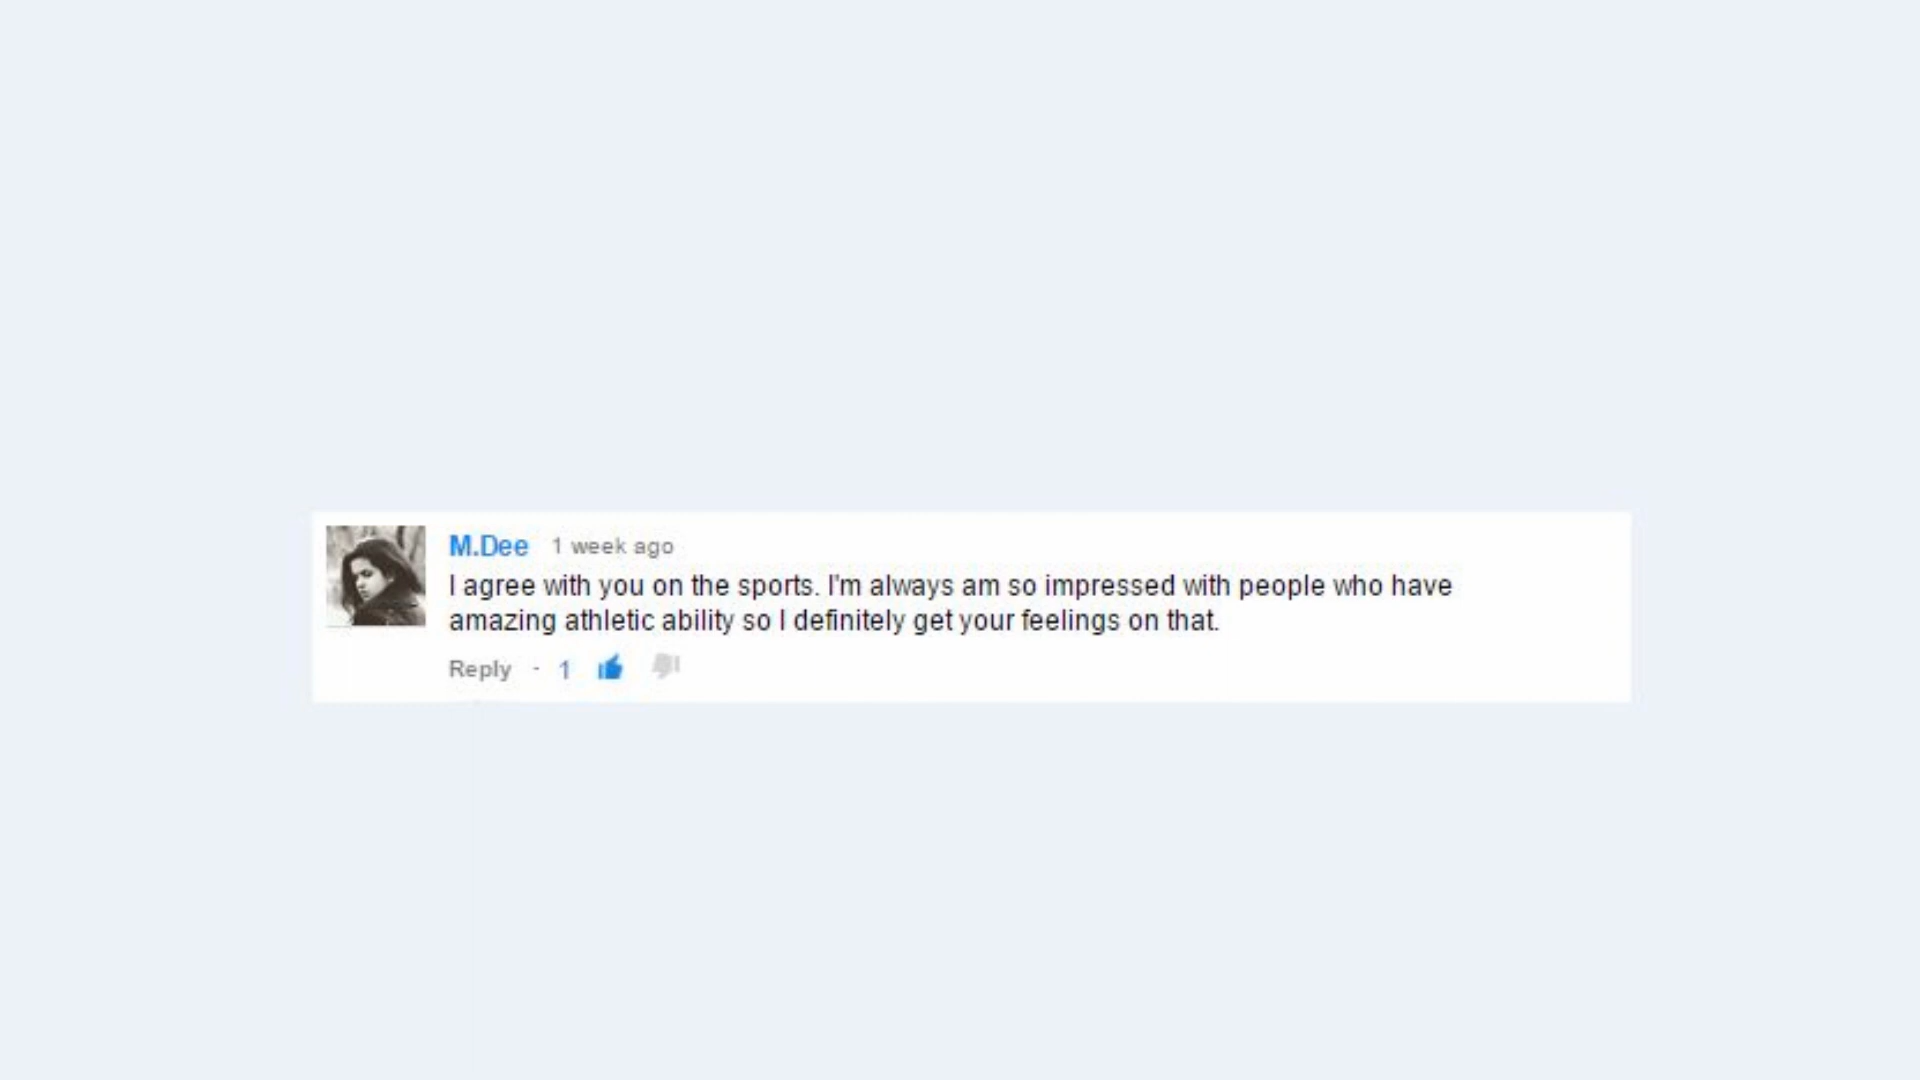 M.Dee 1 week ago
I agree with you on the sports. I'm always am so impressed with people who have
amazing athletic ability so I definitely get your feelings on that.
Reply - 1